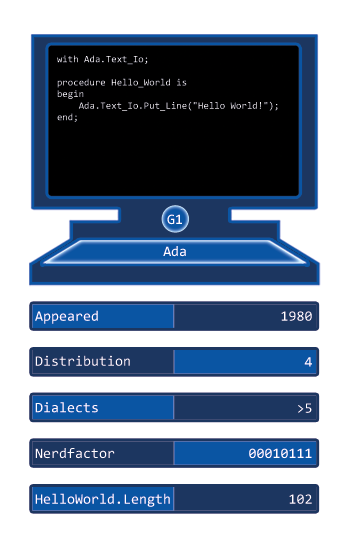 with Ada.Text_Io;
procedure Hello_World is
begin
    Ada.Text_Io.Put_Line("Hello World!");
end;
G1
Ada
Appeared 1980
Distribution 4
Dialects >5
Nerdfactor 00010111
HelloWorld.Length 102